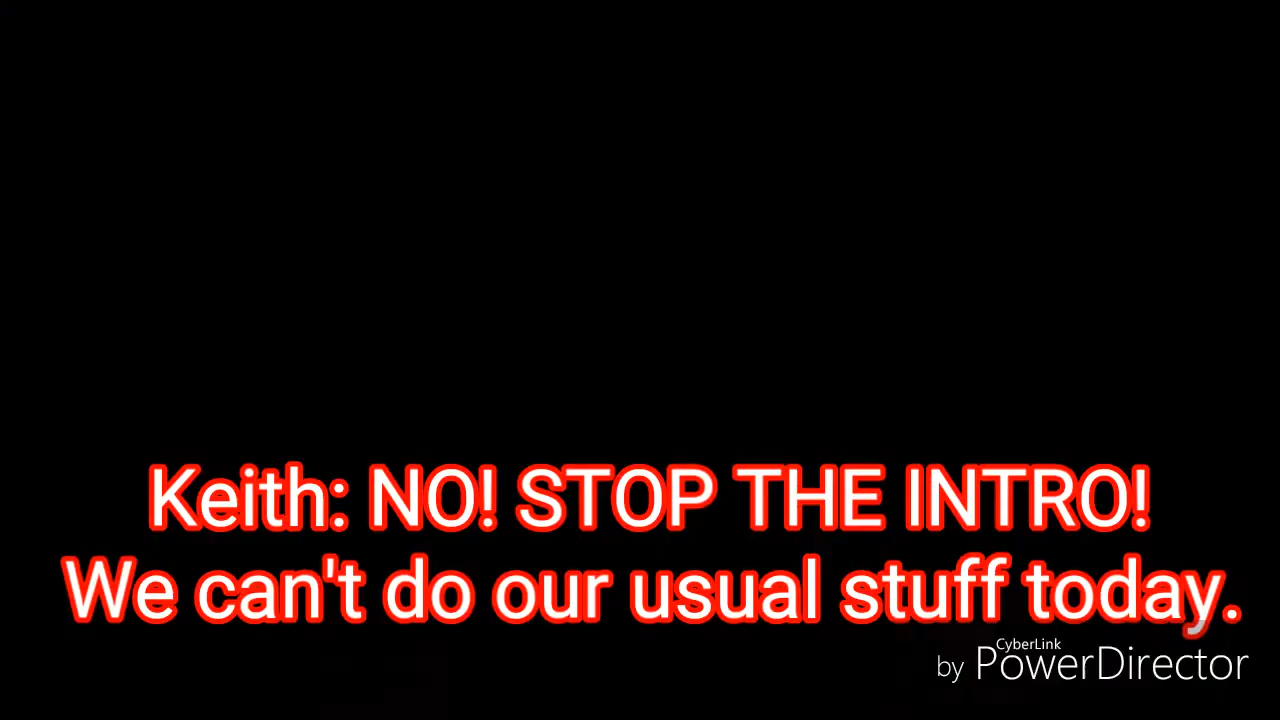 Keith: NO! STOP THE INTRO!
We can't do our usual stuff today.
CyberLink
by PowerDirector